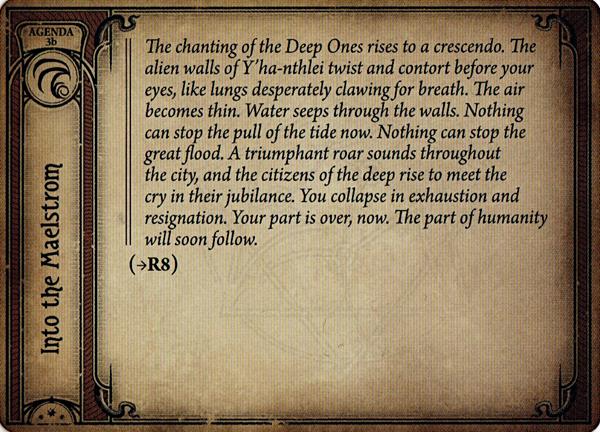 AGENDA
3b
Into the Maelstrom
The chanting of the Deep Ones rises to a crescendo. The
alien walls of Y’ha-nthlei twist and contort before your
eyes, like lungs desperately clawing for breath. The air
becomes thin. Water seeps through the walls. Nothing
can stop the pull of the tide now. Nothing can stop the
great flood. A triumphant roar sounds throughout
the city, and the citizens of the deep rise to meet the
cry in their jubilance. You collapse in exhaustion and
resignation. Your part is over, now. The part of humanity
will soon follow.
(→R8)